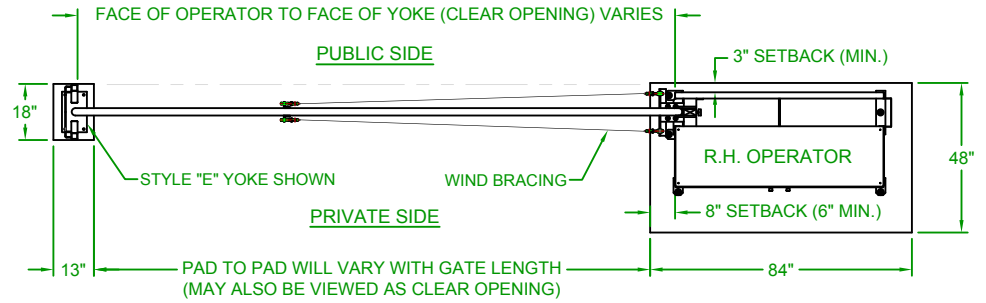 FACE OF OPERATOR TO FACE OF YOKE (CLEAR OPENING) VARIES
PUBLIC SIDE
3" SETBACK (MIN.)
18"
R.H. OPERATOR
48"
STYLE "E" YOKE SHOWN
WIND BRACING
PRIVATE SIDE
8" SETBACK (6" MIN.)
13"
PAD TO PAD WILL VARY WITH GATE LENGTH
(MAY ALSO BE VIEWED AS CLEAR OPENING)
84"